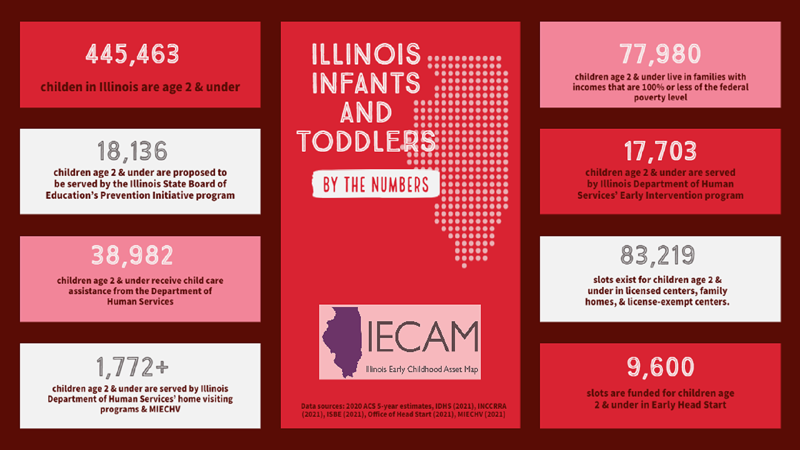 445,463
childen in Illinois are age 2 & under
18,136
children age 2 & under are proposed to
be served by the Illinois State Board of
Education's Prevention Initiative program
38,982
children age 2 & under receive child care
assistance from the Department of
Human Services
1,772+
children age 2 & under are served by Illinois
Department of Human Services' home visiting
programs & MIECHV
ILLINOIS
INFANTS
AND
TODDLERS
BY THE NUMBERS
IECAM
Illinois Early Childhood Asset Map
Data sources: 2020 ACS 5-year estimates, IDHS (2021), INCCRRA
(2021), ISBE (2021), Office of Head Start (2021), MIECHV (2021)
77,980
children age 2 & under live in families with
incomes that are 100% or less of the federal
poverty level
17,703
children age 2 & under are served
by Illinois Department of Human
Services' Early Intervention program
83,219
slots exist for children age 2 &
under in licensed centers, family
homes, & license-exempt centers.
9,600
slots are funded for children age
2 & under in Early Head Start